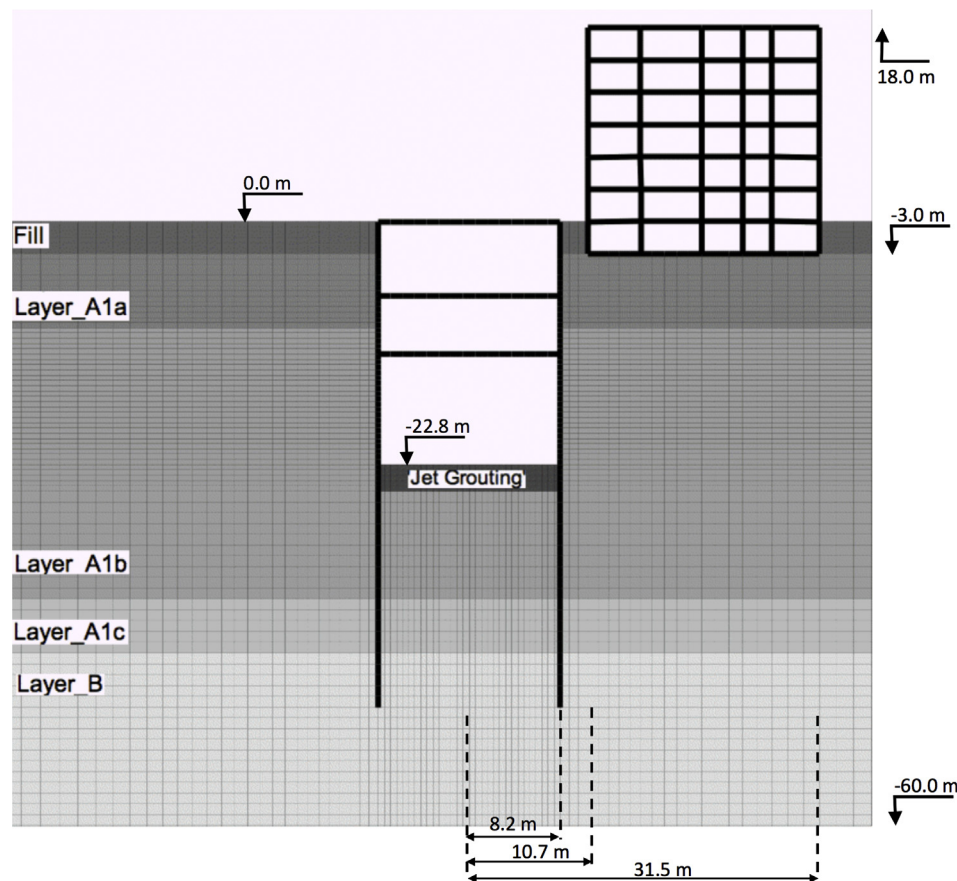 18.0 m
0.0 m
-3.0 m
Fill
Layer_A1a
-22.8 m
Jet Grouting
Layer_A1b
Layer_A1c
Layer_B
-60.0 m
8.2 m
10.7 m
31.5 m